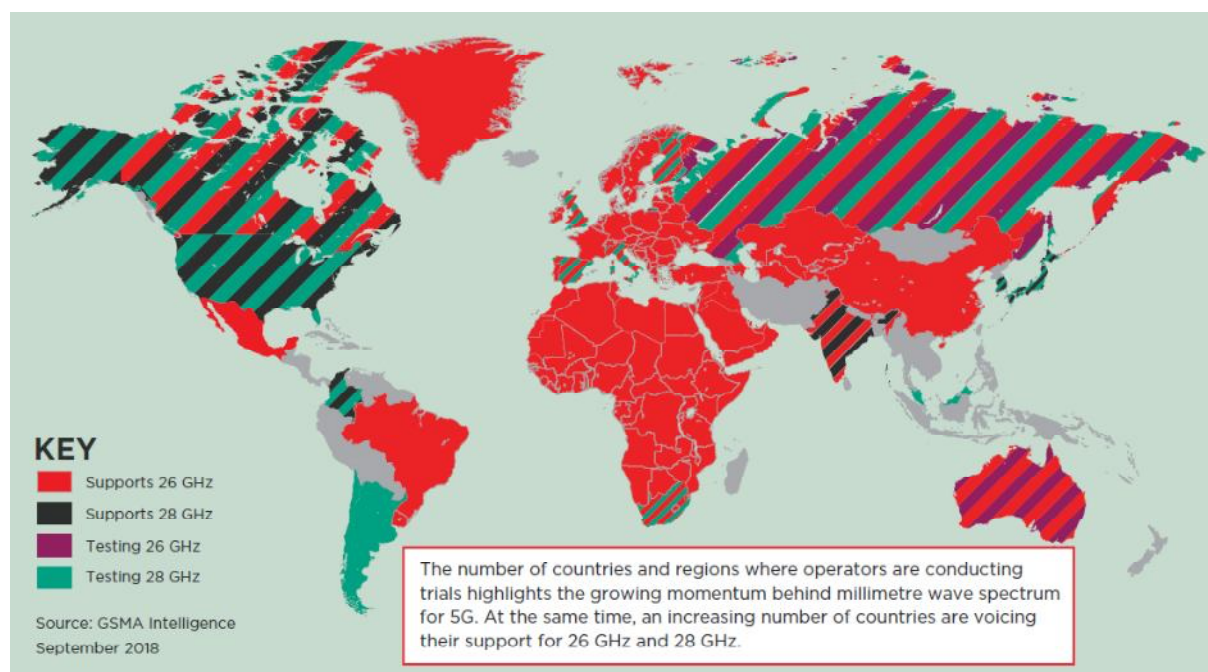 KEY
Supports 26 GHz
Supports 28 GHz
Testing 26 GHz
Testing 28 GHz
Source: GSMA Intelligence
September 2018
The number of countries and regions where operators are conducting
trials highlights the growing momentum behind millimetre wave spectrum
for 5G. At the same time, an increasing number of countries are voicing
their support for 26 GHz and 28 GHz.